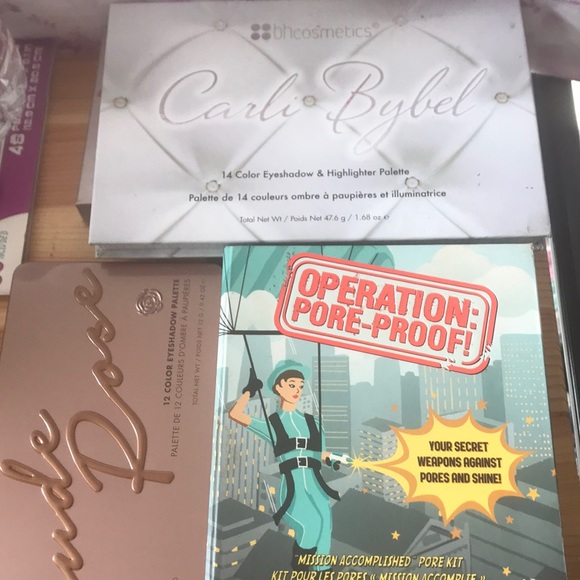 bhcosmetics
Carli Bybel
14 Color Eyeshadow & Highlighter Palette
Palette de 14 couleurs ombre à paupières et illuminatrice
Total Net Wt / Poids Net 47.6 g / 1.68 oz e
48
Rose
12 COLOR EYESHADOW PALETTE
PALETTE DE 12 COULEURS D'OMBRE À PAUPIÈRES
OPERATION:
PORE-PROOF!
YOUR SECRET
WEAPONS AGAINST
PORES AND SHINE!
"MISSION ACCOMPLISHED" PORE KIT
KIT POUR LES PORES « MISSION ACCOMPLIE »